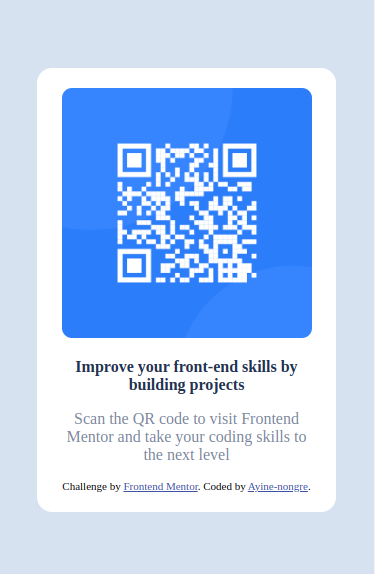 Improve your front-end skills by
building projects
Scan the QR code to visit Frontend
Mentor and take your coding skills to
the next level
Challenge by Frontend Mentor. Coded by Ayine-nongre.